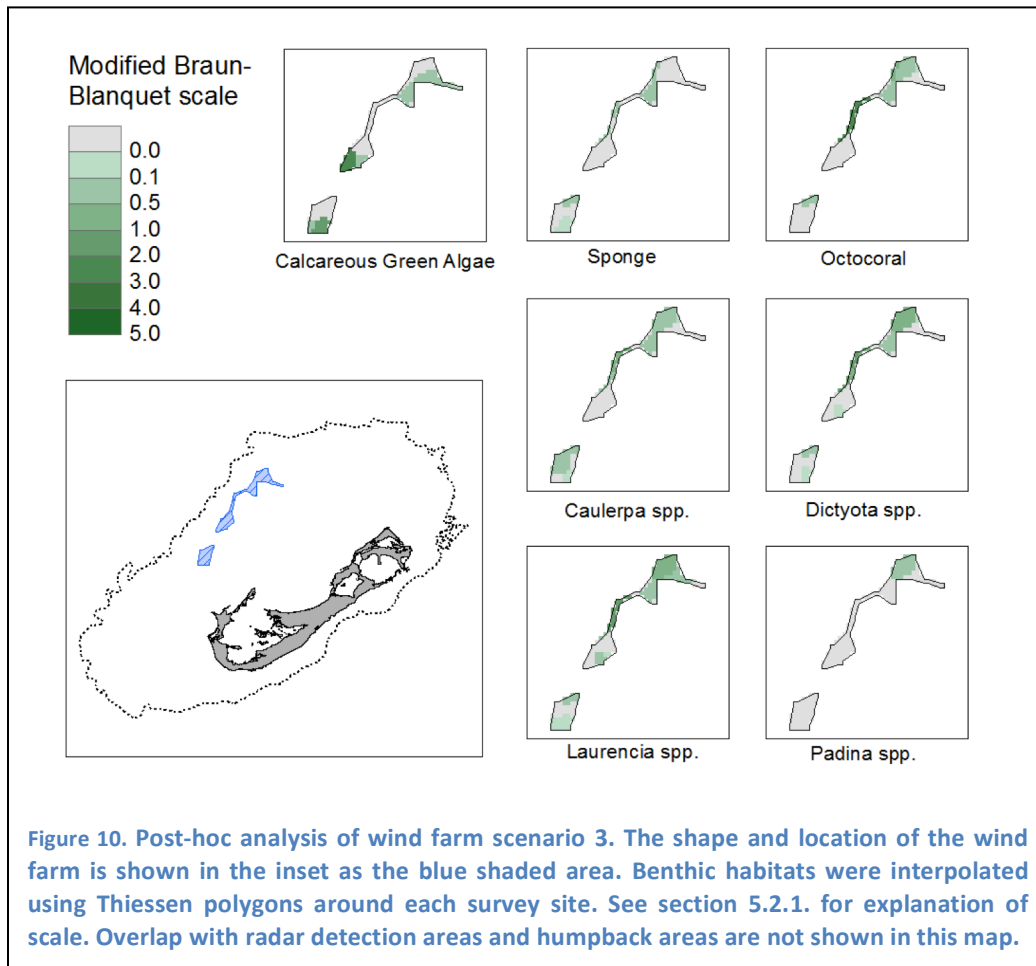 Modified Braun-
Blanquet scale
0.0
0.1
0.5
1.0
2.0
3.0
4.0
5.0
Calcareous Green Algae
Sponge
Octocoral
Caulerpa spp.
Dictyota spp.
Laurencia spp.
Padina spp.
Figure 10. Post-hoc analysis of wind farm scenario 3. The shape and location of the wind
farm is shown in the inset as the blue shaded area. Benthic habitats were interpolated
using Thiessen polygons around each survey site. See section 5.2.1. for explanation of
scale. Overlap with radar detection areas and humpback areas are not shown in this map.